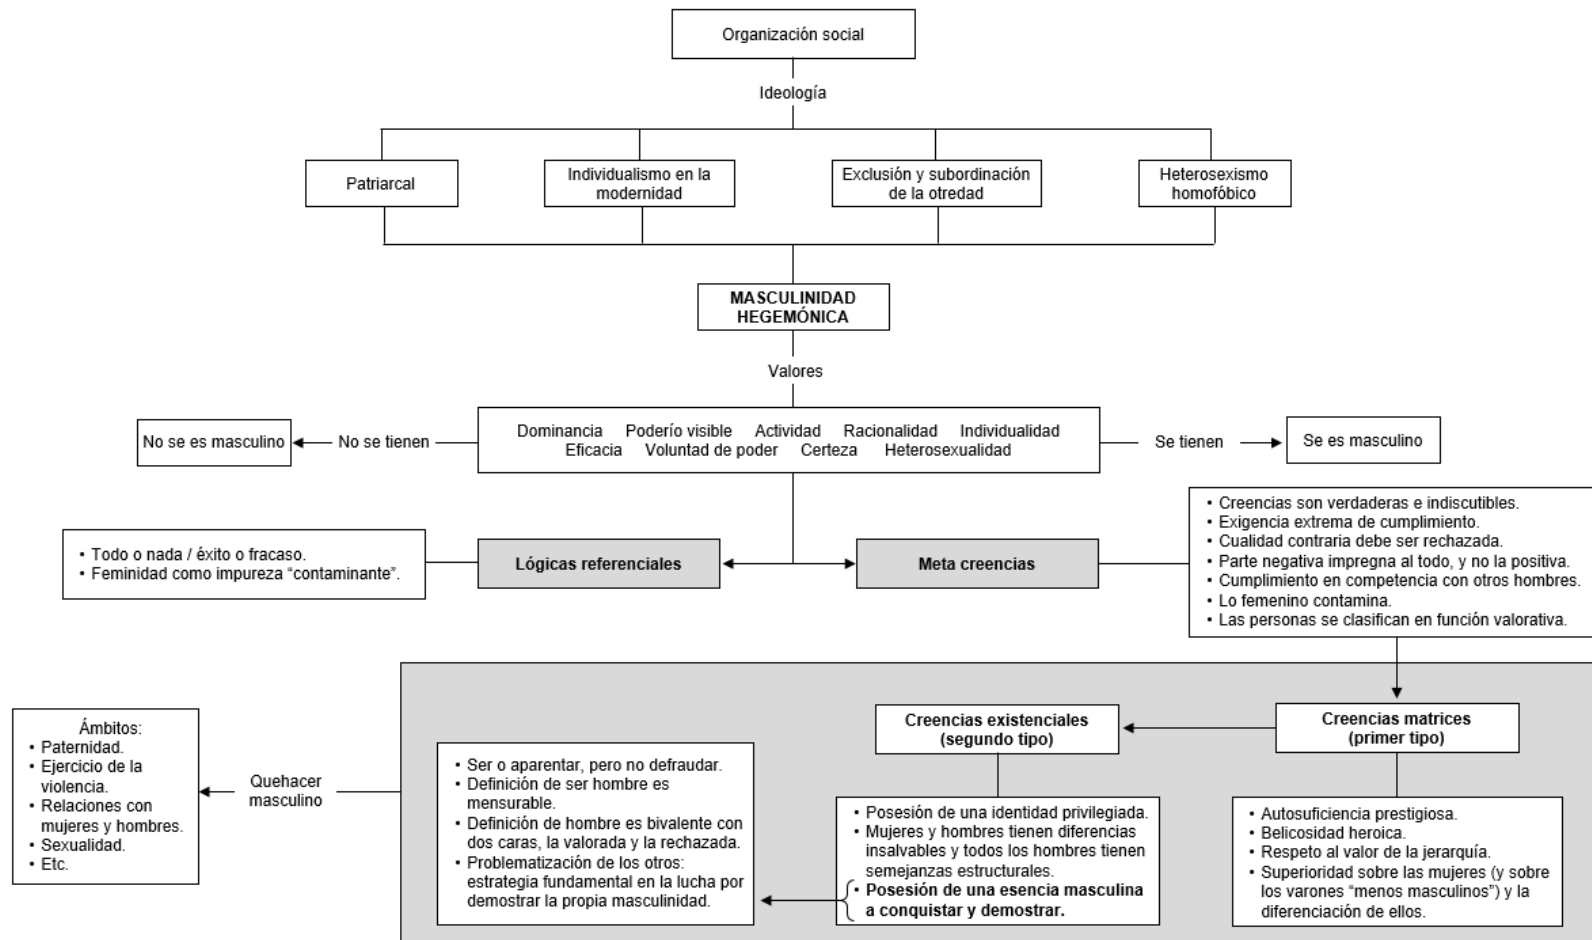 Organización social
Ideología
Patriarcal
Individualismo en la
modernidad
Exclusión y subordinación
de la otredad
Heterosexismo
homofóbico
MASCULINIDAD
HEGEMÓNICA
Valores
No se es masculino
No se tienen
Dominancia Poderío visible Actividad Racionalidad Individualidad
Eficacia Voluntad de poder Certeza Heterosexualidad
Se tienen
Se es masculino
• Todo o nada / éxito o fracaso.
• Feminidad como impureza “contaminante”.
Lógicas referenciales
Meta creencias
• Creencias son verdaderas e indiscutibles.
• Exigencia extrema de cumplimiento.
• Cualidad contraria debe ser rechazada.
• Parte negativa impregna al todo, y no la positiva.
• Cumplimiento en competencia con otros hombres.
• Lo femenino contamina.
• Las personas se clasifican en función valorativa.
Creencias matrices
(primer tipo)
Creencias existenciales
(segundo tipo)
• Autosuficiencia prestigiosa.
• Belicosidad heroica.
• Respeto al valor de la jerarquía.
• Superioridad sobre las mujeres (y sobre
los varones “menos masculinos”) y la
diferenciación de ellos.
• Posesión de una identidad privilegiada.
• Mujeres y hombres tienen diferencias
insalvables y todos los hombres tienen
semejanzas estructurales.
• Posesión de una esencia masculina
a conquistar y demostrar.
• Ser o aparentar, pero no defraudar.
• Definición de ser hombre es
mensurable.
• Definición de hombre es bivalente con
dos caras, la valorada y la rechazada.
• Problematización de los otros:
estrategia fundamental en la lucha por
demostrar la propia masculinidad.
Quehacer
masculino
Ámbitos:
• Paternidad.
• Ejercicio de la
violencia.
• Relaciones con
mujeres y hombres.
• Sexualidad.
• Etc.